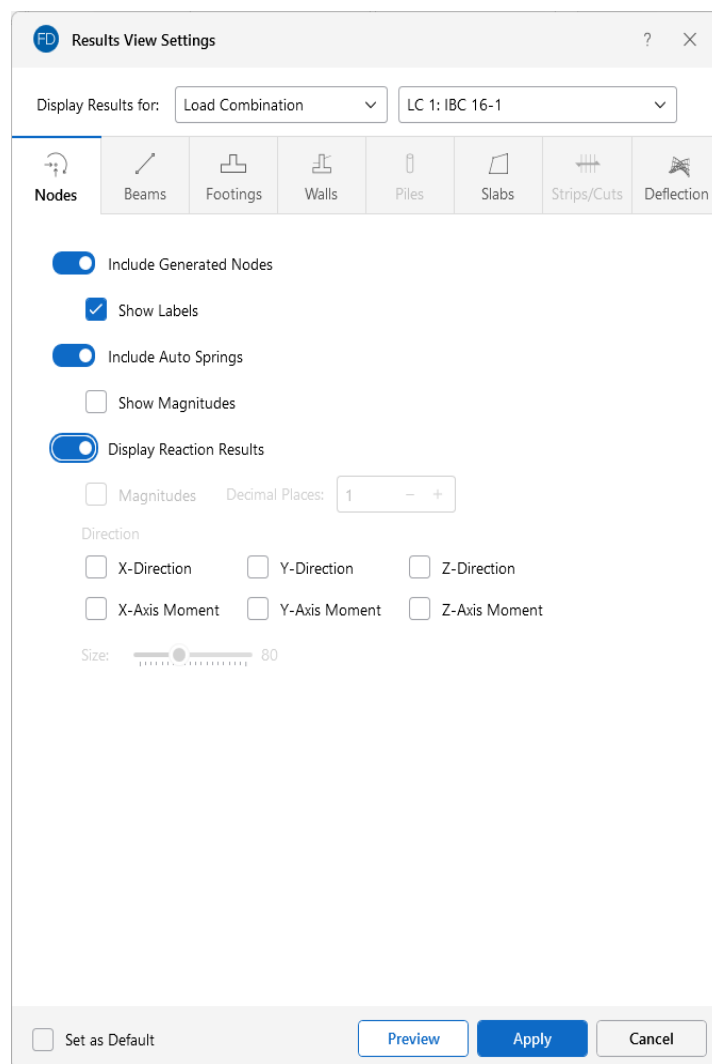 FD Results View Settings ?
Display Results for: Load Combination LC 1: IBC 16-1
Nodes Beams Footings Walls Piles Slabs Strips/Cuts Deflection
Include Generated Nodes
Show Labels
Include Auto Springs
Show Magnitudes
Display Reaction Results
Magnitudes Decimal Places: 1 − +
Direction
X-Direction Y-Direction Z-Direction
X-Axis Moment Y-Axis Moment Z-Axis Moment
Size: 80
Set as Default Preview Apply Cancel